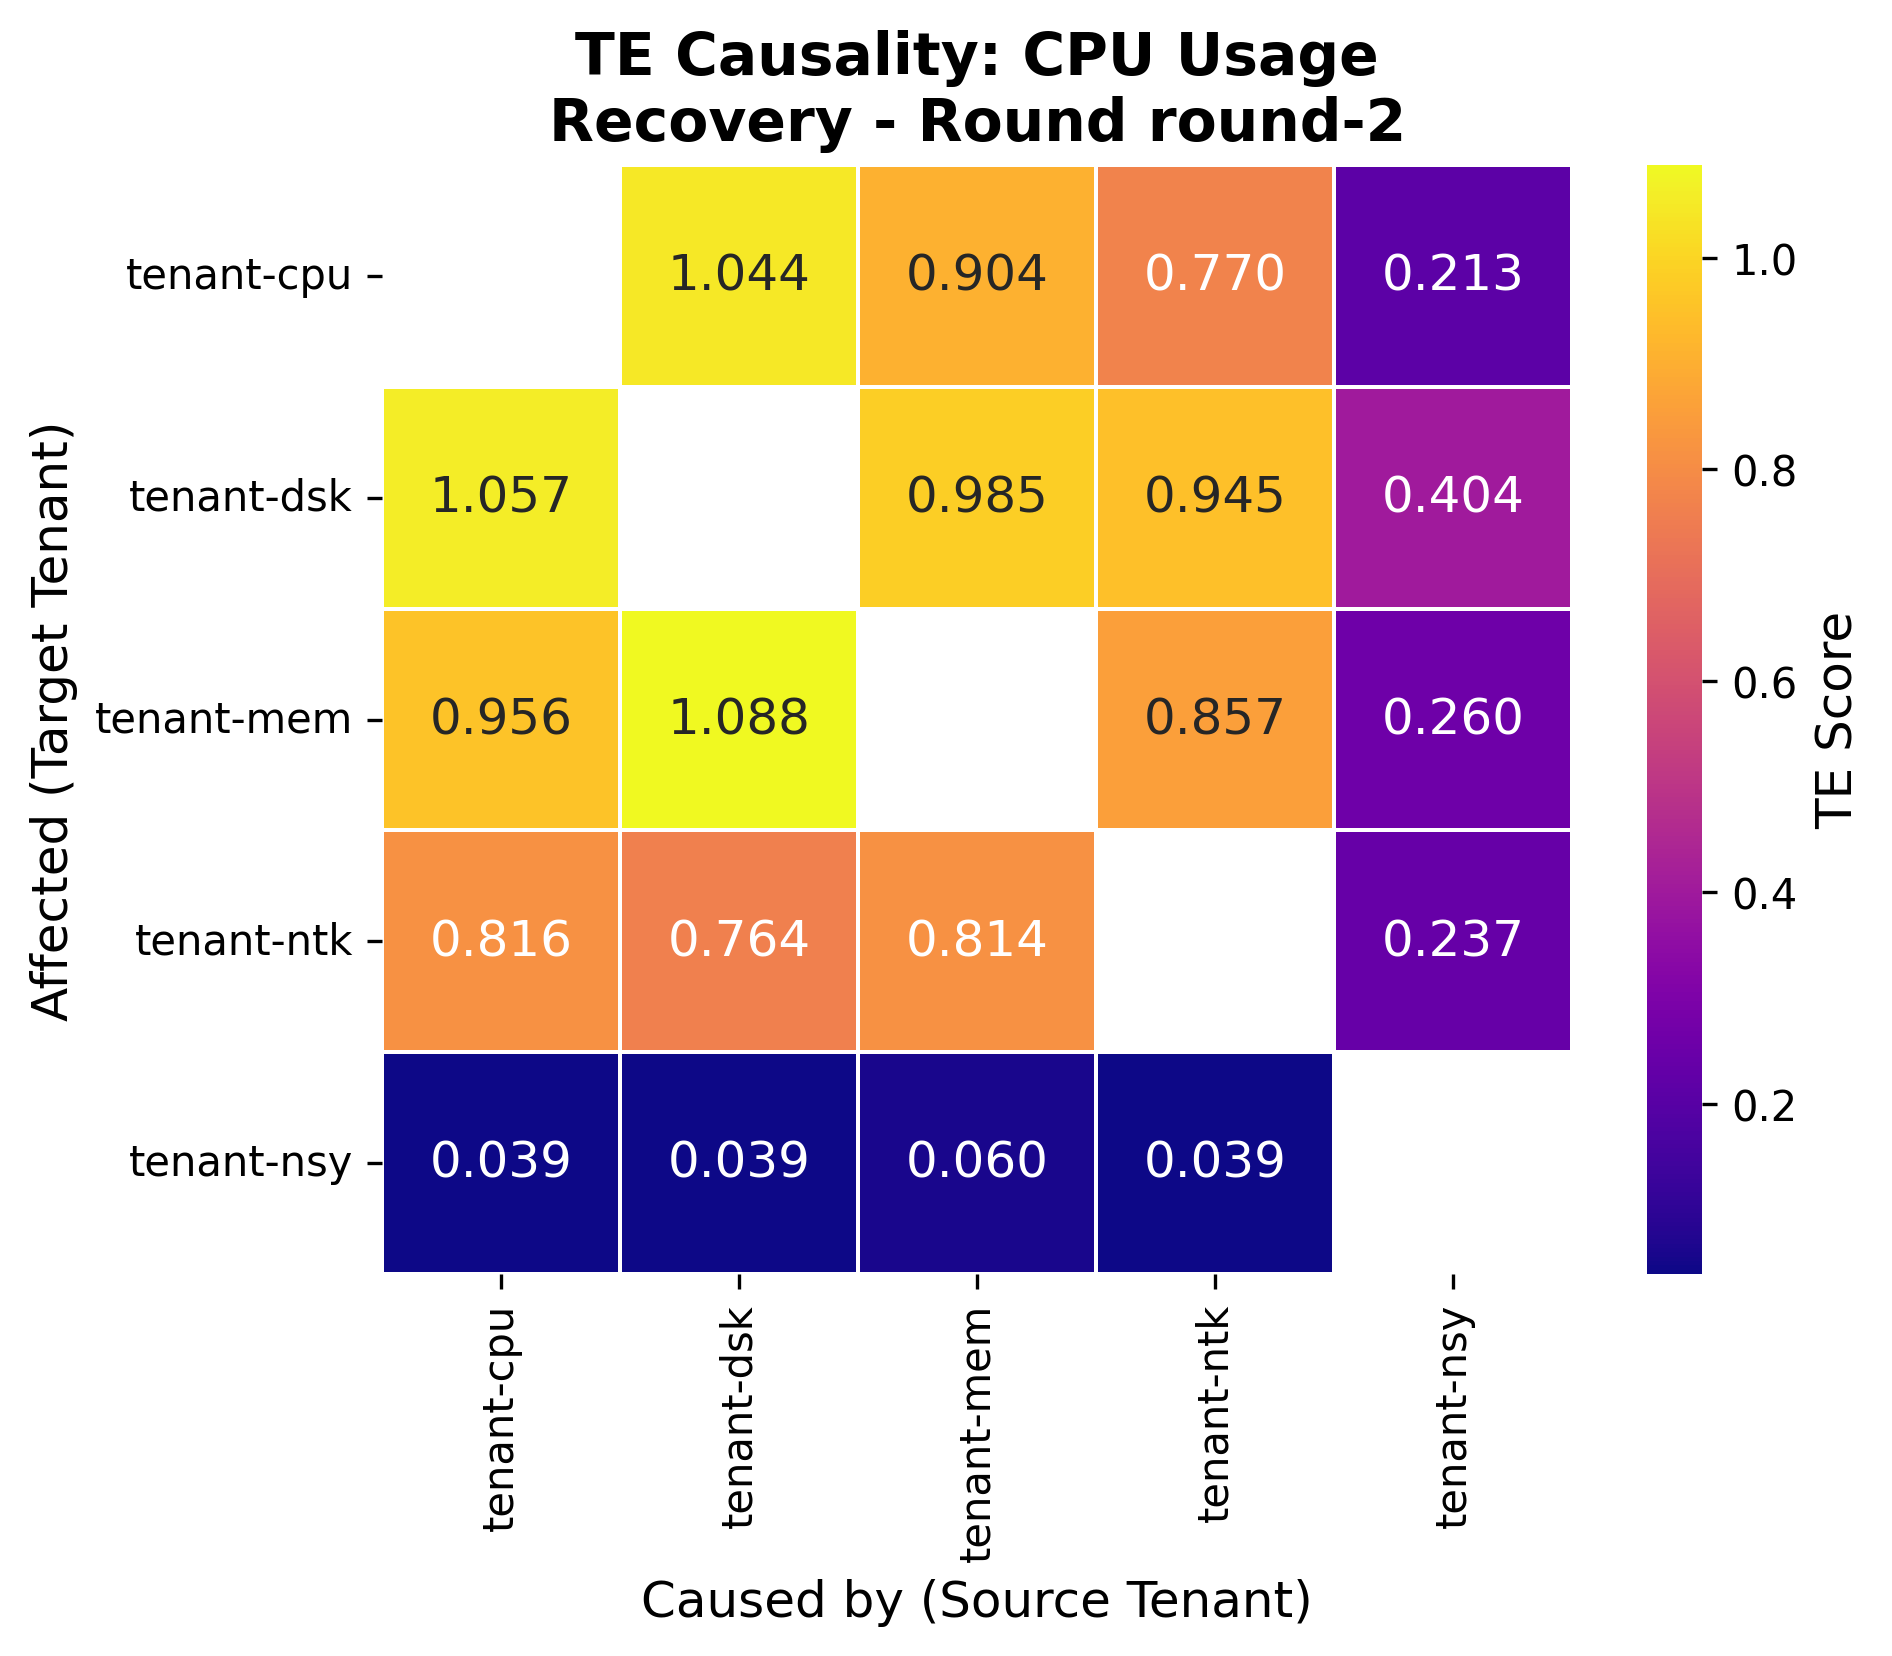 TE Causality: CPU Usage
Recovery - Round round-2
Affected (Target Tenant)
tenant-cpu
1.044
0.904
0.770
0.213
tenant-dsk
1.057
0.985
0.945
0.404
tenant-mem
0.956
1.088
0.857
0.260
tenant-ntk
0.816
0.764
0.814
0.237
tenant-nsy
0.039
0.039
0.060
0.039
tenant-cpu
tenant-dsk
tenant-mem
tenant-ntk
tenant-nsy
Caused by (Source Tenant)
1.0
0.8
0.6
0.4
0.2
TE Score